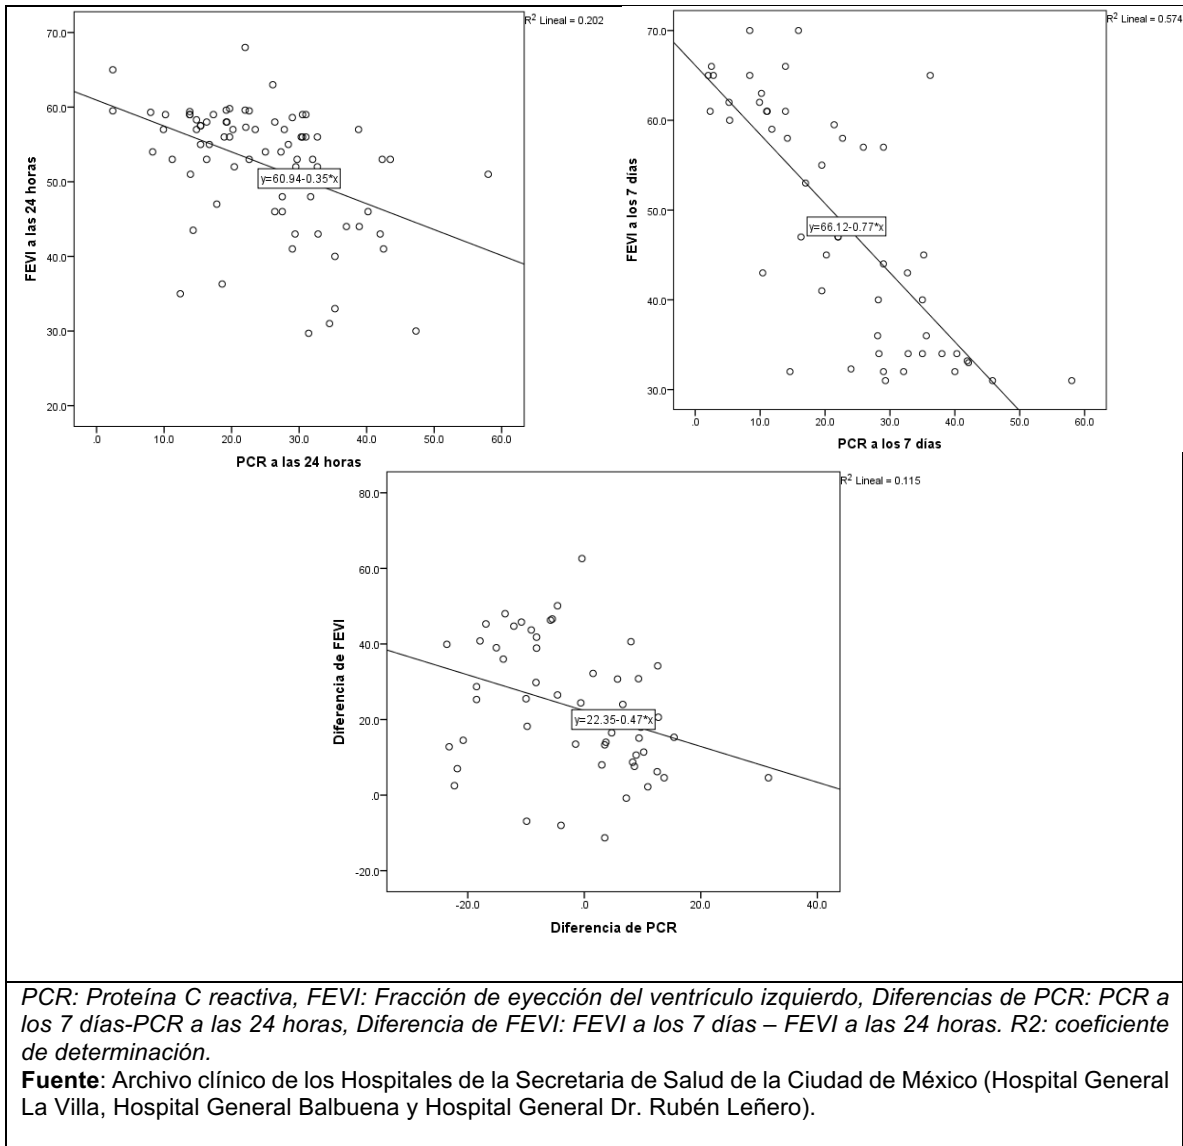 R² Lineal = 0.202
70.0
60.0
50.0
40.0
30.0
20.0
FEVI a las 24 horas
y=60.94-0.35*x
.0 10.0 20.0 30.0 40.0 50.0 60.0
PCR a las 24 horas
R² Lineal = 0.574
70.0
60.0
50.0
40.0
30.0
FEVI a los 7 días
y=66.12-0.77*x
.0 10.0 20.0 30.0 40.0 50.0 60.0
PCR a los 7 días
R² Lineal = 0.115
80.0
60.0
40.0
20.0
.0
-20.0
Diferencia de FEVI
y=22.35-0.47*x
-20.0 .0 20.0 40.0
Diferencia de PCR
PCR: Proteína C reactiva, FEVI: Fracción de eyección del ventrículo izquierdo, Diferencias de PCR: PCR a
los 7 días-PCR a las 24 horas, Diferencia de FEVI: FEVI a los 7 días – FEVI a las 24 horas. R2: coeficiente
de determinación.
Fuente: Archivo clínico de los Hospitales de la Secretaria de Salud de la Ciudad de México (Hospital General
La Villa, Hospital General Balbuena y Hospital General Dr. Rubén Leñero).